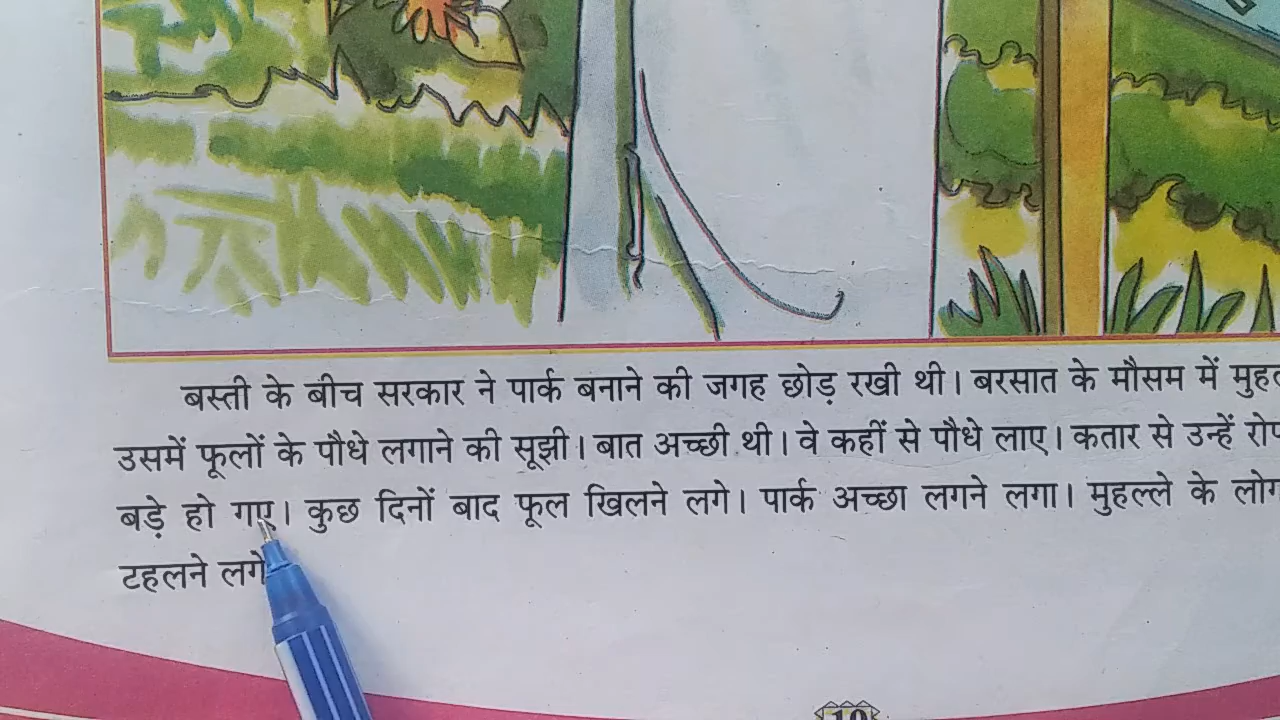 बस्ती के बीच सरकार ने पार्क बनाने की जगह छोड़ रखी थी। बरसात के मौसम में
उसमें फूलों के पौधे लगाने की सूझी। बात अच्छी थी। वे कहीं से पौधे लाए। कतार से उन्हें
बड़े हो गए। कुछ दिनों बाद फूल खिलने लगे। पार्क अच्छा लगने लगा। मुहल्ले के लोग
टहलने लगे